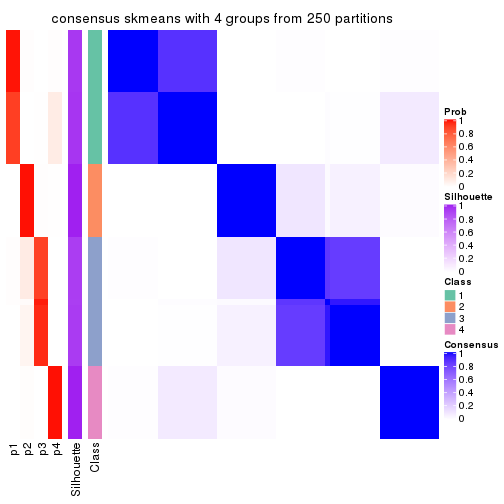 consensus skmeans with 4 groups from 250 partitions
Prob
1
0.8
0.6
0.4
0.2
0
Silhouette
1
0.8
0.6
0.4
0.2
0
Class
1
2
3
4
Consensus
1
0.8
0.6
0.4
0.2
0
p1
p2
p3
p4
Silhouette
Class